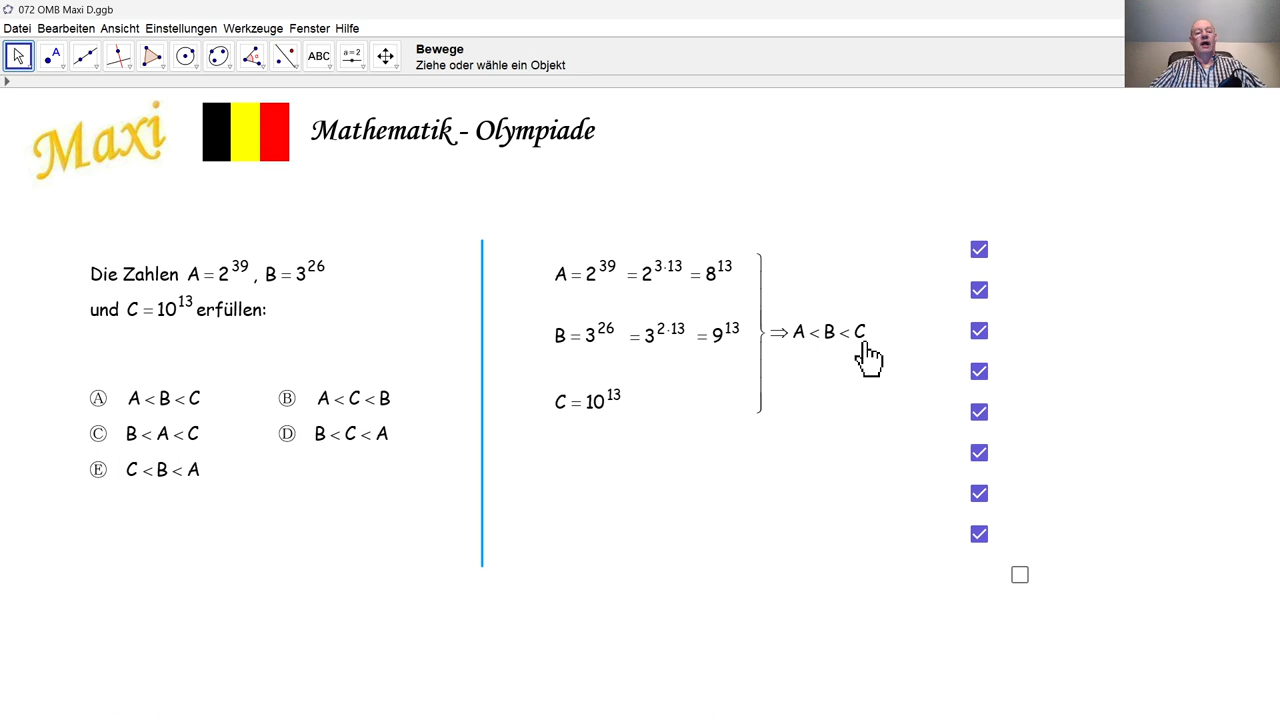 072 OMB Maxi D.ggb
Datei Bearbeiten Ansicht Einstellungen Werkzeuge Fenster Hilfe
A ABC a=2 Bewege
Ziehe oder wähle ein Objekt
Maxi Mathematik - Olympiade
Die Zahlen A = 2^39 , B = 3^26
und C = 10^13 erfüllen:
Ⓐ A < B < C Ⓑ A < C < B
Ⓒ B < A < C Ⓓ B < C < A
Ⓔ C < B < A
A = 2^39 = 2^3·13 = 8^13
B = 3^26 = 3^2·13 = 9^13 ⇒ A < B < C
C = 10^13